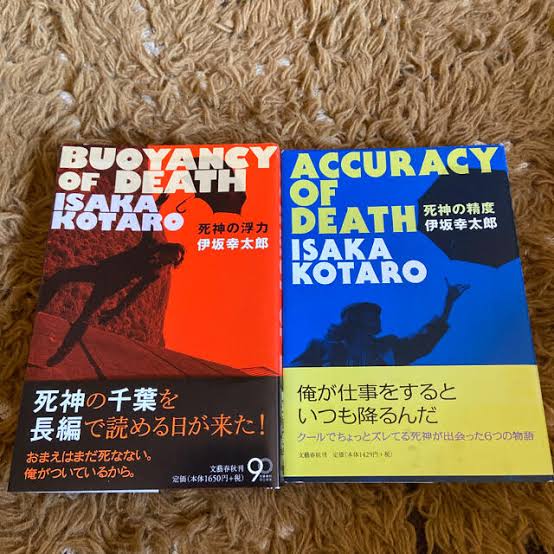 BUOYANCY
OF DEATH
ISAKA
KOTARO
死神の浮力
伊坂幸太郎
死神の千葉を
長編で読める日が来た!
おまえはまだ死なない。
俺がついているから。
文藝春秋刊
定価(本体1650円+税)
90
ACCURACY
OF
DEATH
死神の精度
伊坂幸太郎
ISAKA
KOTARO
俺が仕事をすると
いつも降るんだ
クールでちょっとズレてる死神が出会った6つの物語
文藝春秋刊
定価(本体1429円+税)